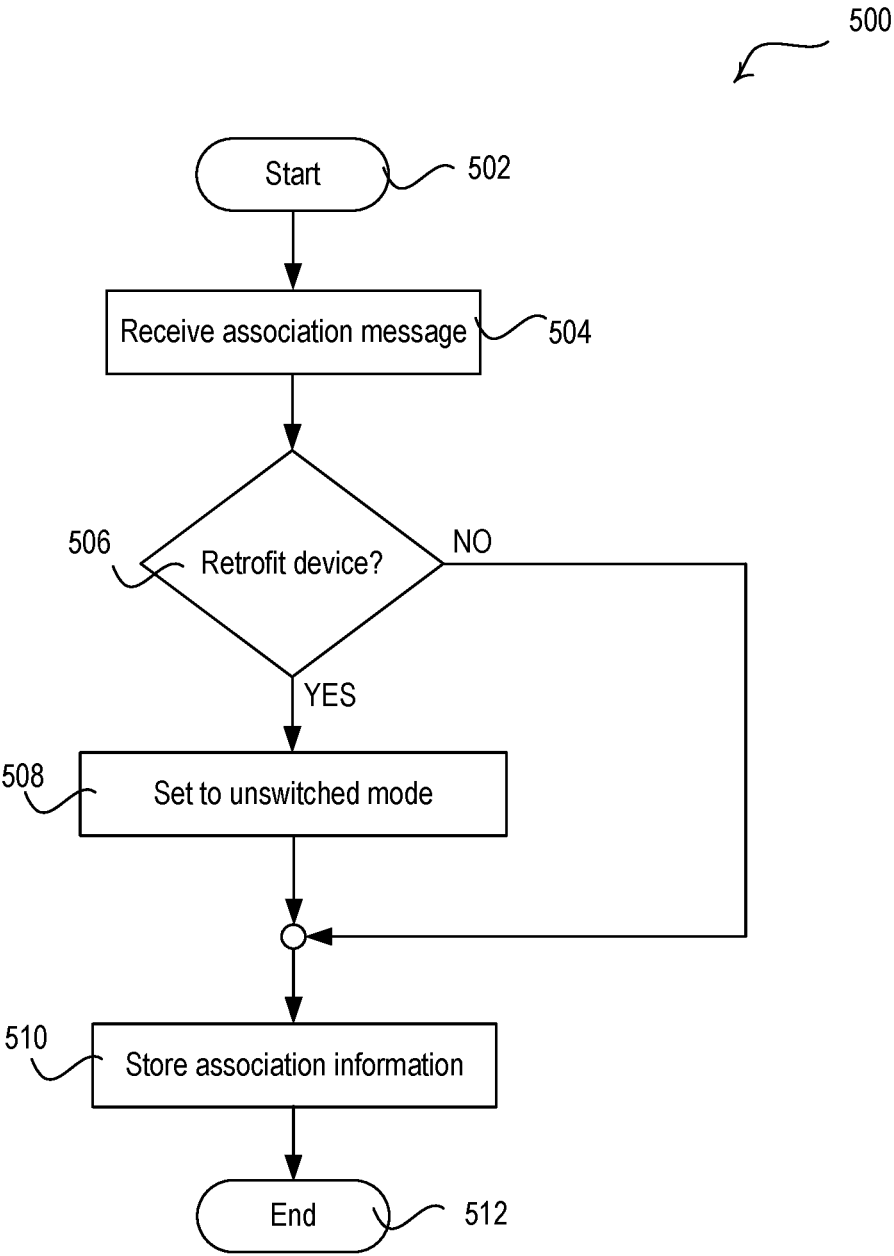 500
Start
502
Receive association message
504
506
Retrofit device?
NO
YES
508
Set to unswitched mode
510
Store association information
End
512